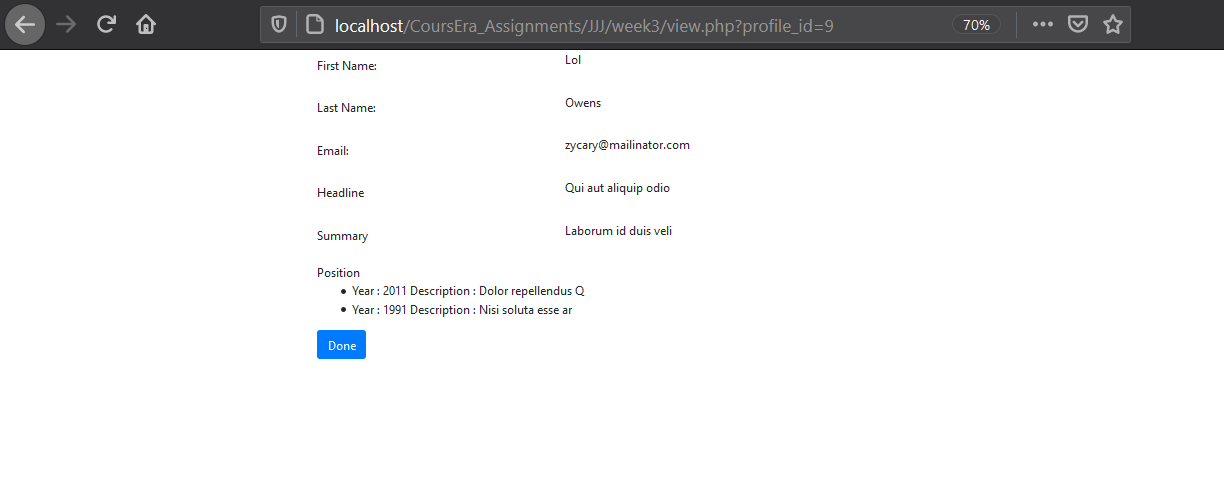 localhost/CoursEra_Assignments/JJJ/week3/view.php?profile_id=9 70%
First Name: Lol
Last Name: Owens
Email: zycary@mailinator.com
Headline Qui aut aliquip odio
Summary Laborum id duis veli
Position
Year : 2011 Description : Dolor repellendus Q
Year : 1991 Description : Nisi soluta esse ar
Done